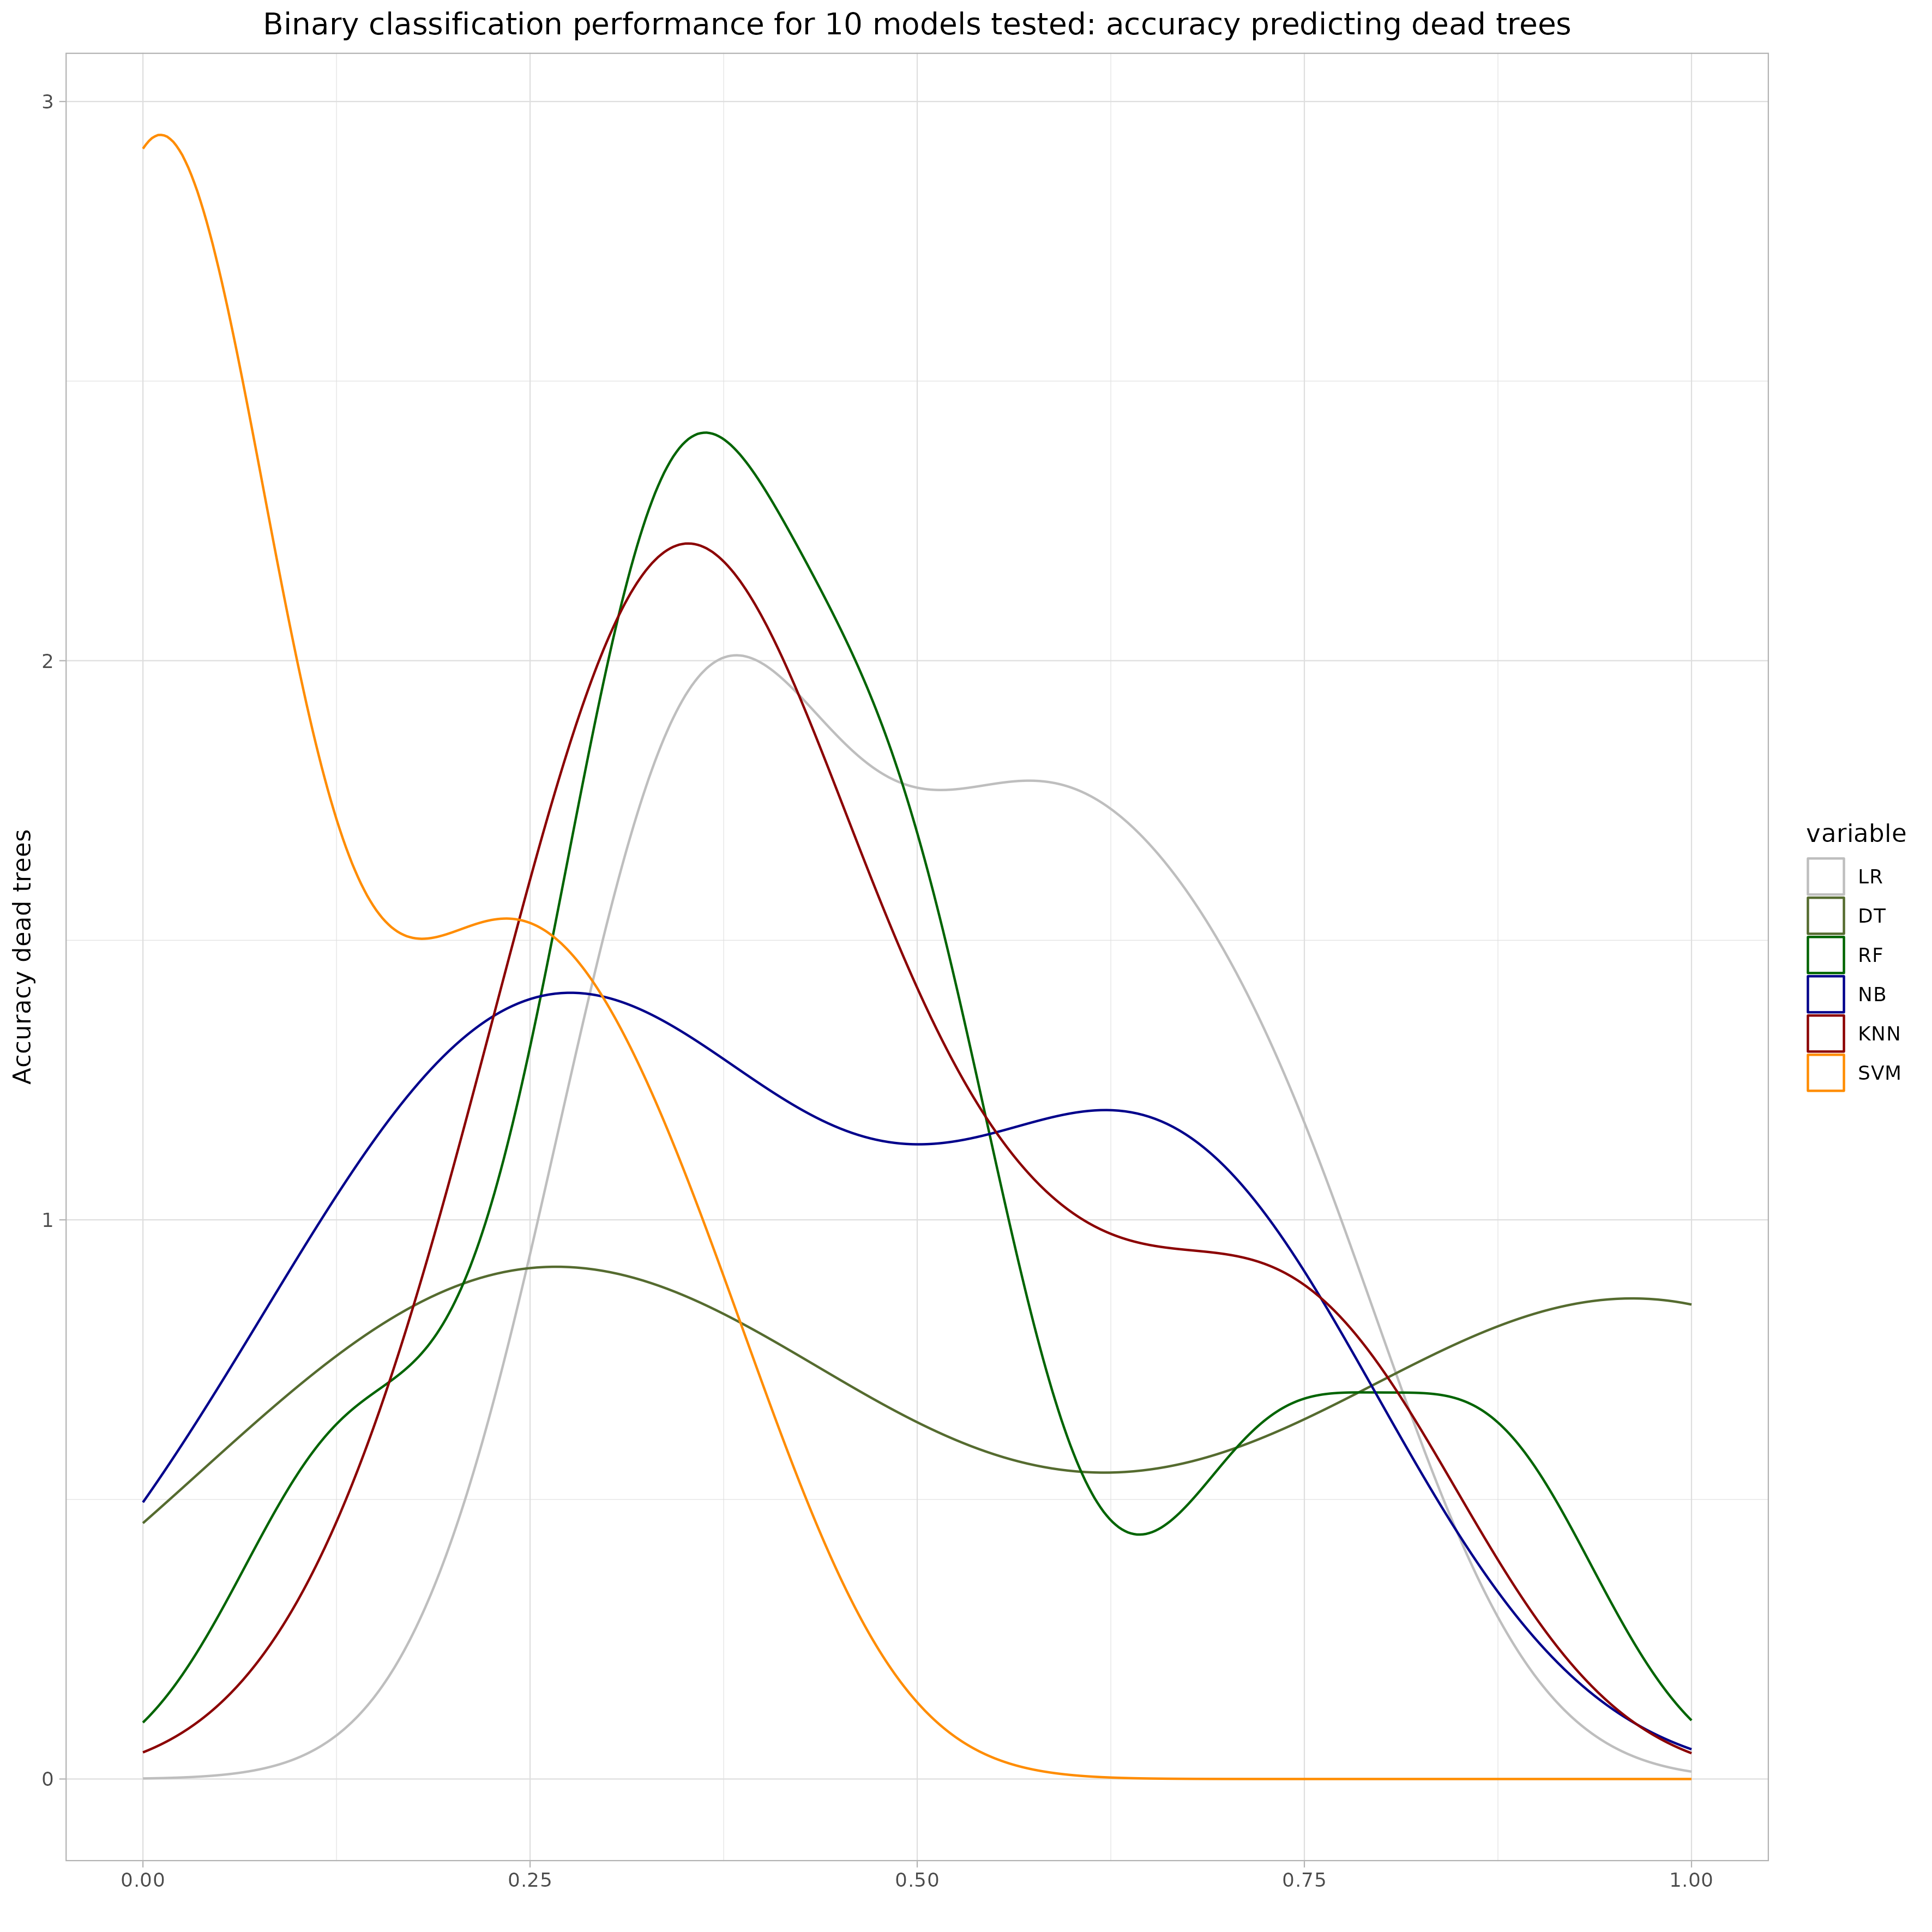 Binary classification performance for 10 models tested: accuracy predicting dead trees
Accuracy dead trees
3
2
1
0
0.00 0.25 0.50 0.75 1.00
variable
LR
DT
RF
NB
KNN
SVM